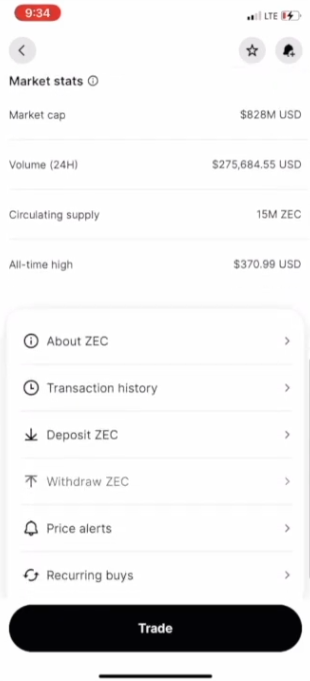 9:34
LTE
Market stats
Market cap $828M USD
Volume (24H) $275,684.55 USD
Circulating supply 15M ZEC
All-time high $370.99 USD
About ZEC
Transaction history
Deposit ZEC
Withdraw ZEC
Price alerts
Recurring buys
Trade